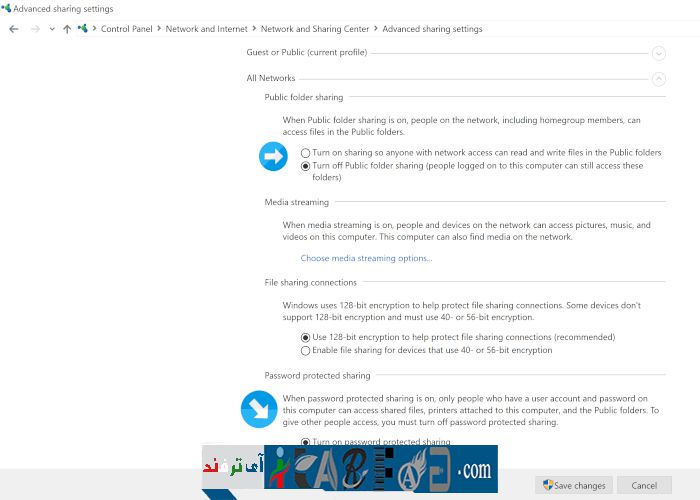 Advanced sharing settings
Control Panel > Network and Internet > Network and Sharing Center > Advanced sharing settings
Guest or Public (current profile)
All Networks
Public folder sharing
When Public folder sharing is on, people on the network, including homegroup members, can
access files in the Public folders.
Turn on sharing so anyone with network access can read and write files in the Public folders
Turn off Public folder sharing (people logged on to this computer can still access these
folders)
Media streaming
When media streaming is on, people and devices on the network can access pictures, music, and
videos on this computer. This computer can also find media on the network.
Choose media streaming options...
File sharing connections
Windows uses 128-bit encryption to help protect file sharing connections. Some devices don't
support 128-bit encryption and must use 40- or 56-bit encryption.
Use 128-bit encryption to help protect file sharing connections (recommended)
Enable file sharing for devices that use 40- or 56-bit encryption
Password protected sharing
When password protected sharing is on, only people who have a user account and password on
this computer can access shared files, printers attached to this computer, and the Public folders. To
give other people access, you must turn off password protected sharing.
Turn on password protected sharing
آی ترفند
.com
Save changes
Cancel